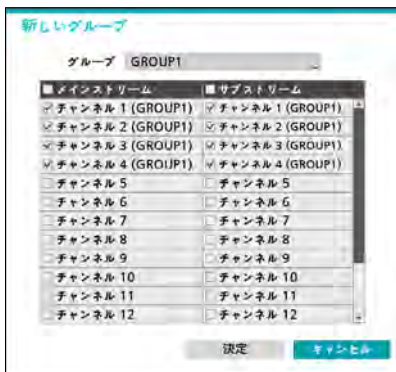 新しいグループ
グループ GROUP1
メインストリーム サブストリーム
チャンネル 1 (GROUP1) チャンネル 1 (GROUP1)
チャンネル 2 (GROUP1) チャンネル 2 (GROUP1)
チャンネル 3 (GROUP1) チャンネル 3 (GROUP1)
チャンネル 4 (GROUP1) チャンネル 4 (GROUP1)
チャンネル 5 チャンネル 5
チャンネル 6 チャンネル 6
チャンネル 7 チャンネル 7
チャンネル 8 チャンネル 8
チャンネル 9 チャンネル 9
チャンネル 10 チャンネル 10
チャンネル 11 チャンネル 11
チャンネル 12 チャンネル 12
決定 キャンセル